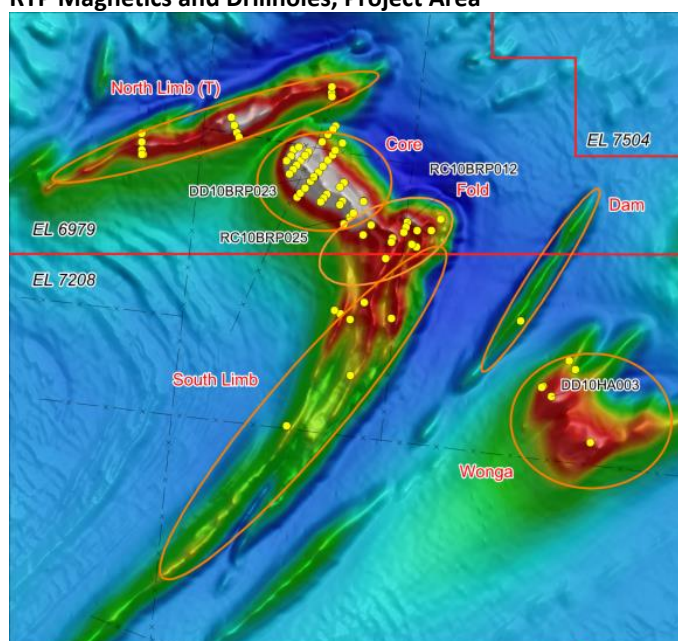 RTP Magnetics and Drillholes, Project Area
North Limb (T)
EL 7504
Core
RC10BRP012
DD10BRP023
Fold
Dam
EL 6979
RC10BRP025
EL 7208
South Limb
DD10HA003
Wonga